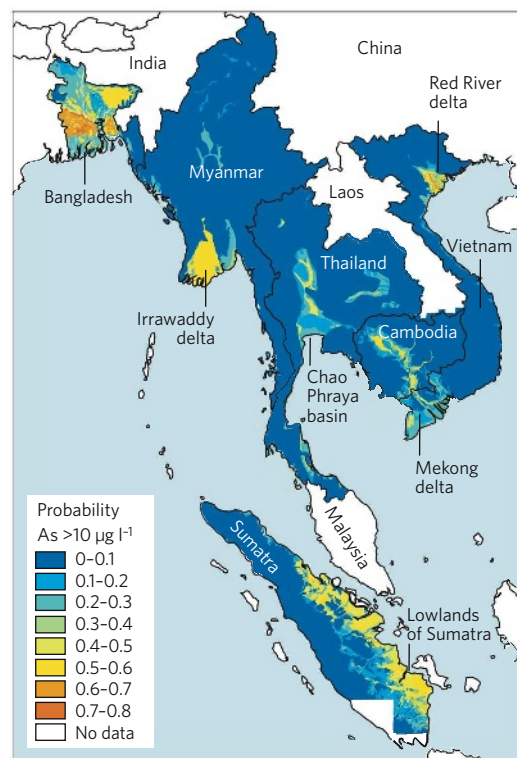 India
China
Red River
delta
Bangladesh
Myanmar
Laos
Vietnam
Thailand
Irrawaddy
delta
Cambodia
Chao
Phraya
basin
Mekong
delta
Malaysia
Sumatra
Lowlands
of Sumatra
Probability
As >10 µg l⁻¹
0–0.1
0.1–0.2
0.2–0.3
0.3–0.4
0.4–0.5
0.5–0.6
0.6–0.7
0.7–0.8
No data